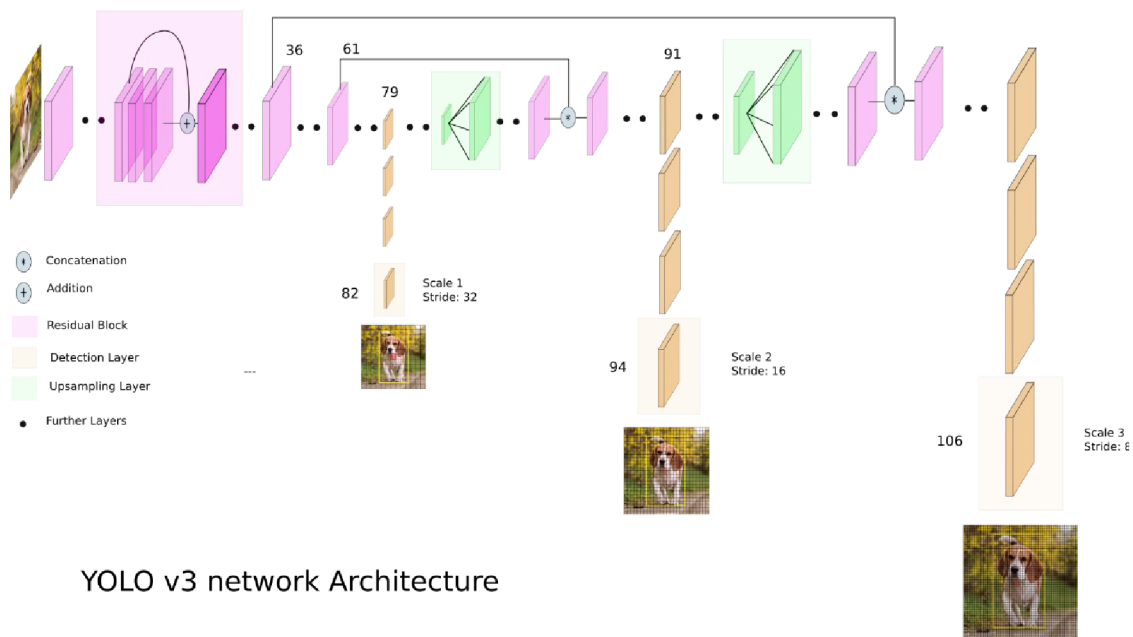 36
61
91
79
Concatenation
Addition
Residual Block
Detection Layer
Upsampling Layer
Further Layers
---
82
Scale 1
Stride: 32
94
Scale 2
Stride: 16
106
Scale 3
Stride: 8
YOLO v3 network Architecture